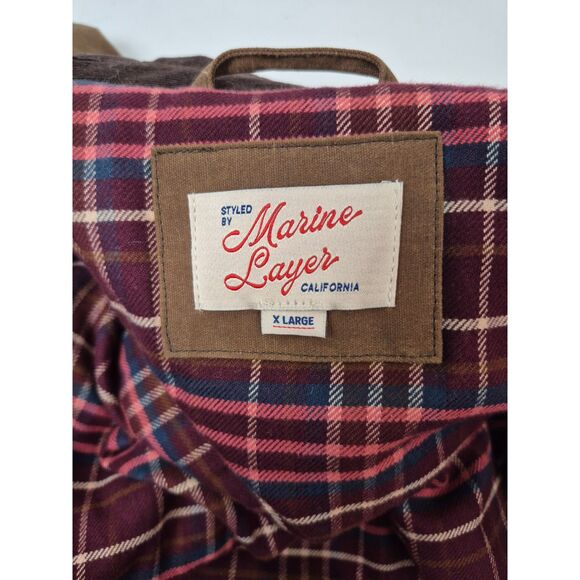 STYLED
BY
Marine
Layer
CALIFORNIA
X LARGE